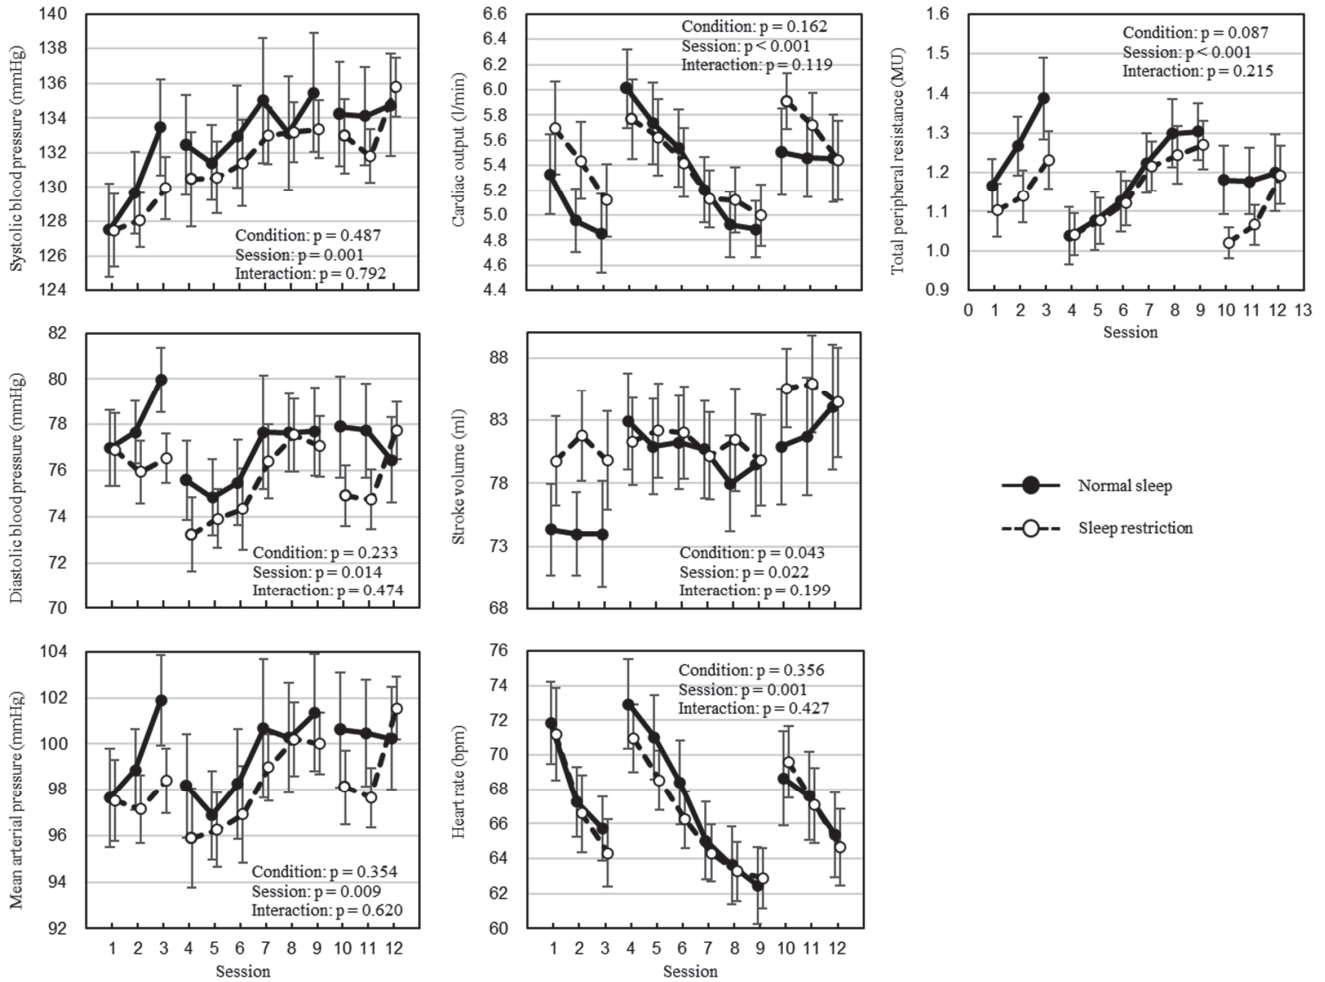 Systolic blood pressure (mmHg)
140
138
136
134
132
130
128
126
124
Condition: p = 0.487
Session: p = 0.001
Interaction: p = 0.792
Cardiac output (l/min)
6.6
6.4
6.2
6.0
5.8
5.6
5.4
5.2
5.0
4.8
4.6
4.4
Condition: p = 0.162
Session: p < 0.001
Interaction: p = 0.119
Total peripheral resistance (MU)
1.6
1.5
1.4
1.3
1.2
1.1
1.0
0.9
Condition: p = 0.087
Session: p < 0.001
Interaction: p = 0.215
0 1 2 3 4 5 6 7 8 9 10 11 12 13
Session
Diastolic blood pressure (mmHg)
82
80
78
76
74
72
70
Condition: p = 0.233
Session: p = 0.014
Interaction: p = 0.474
Stroke volume (ml)
88
83
78
73
68
Condition: p = 0.043
Session: p = 0.022
Interaction: p = 0.199
Normal sleep
Sleep restriction
Mean arterial pressure (mmHg)
104
102
100
98
96
94
92
Condition: p = 0.354
Session: p = 0.009
Interaction: p = 0.620
1 2 3 4 5 6 7 8 9 10 11 12
Session
Heart rate (bpm)
76
74
72
70
68
66
64
62
60
Condition: p = 0.356
Session: p = 0.001
Interaction: p = 0.427
1 2 3 4 5 6 7 8 9 10 11 12
Session